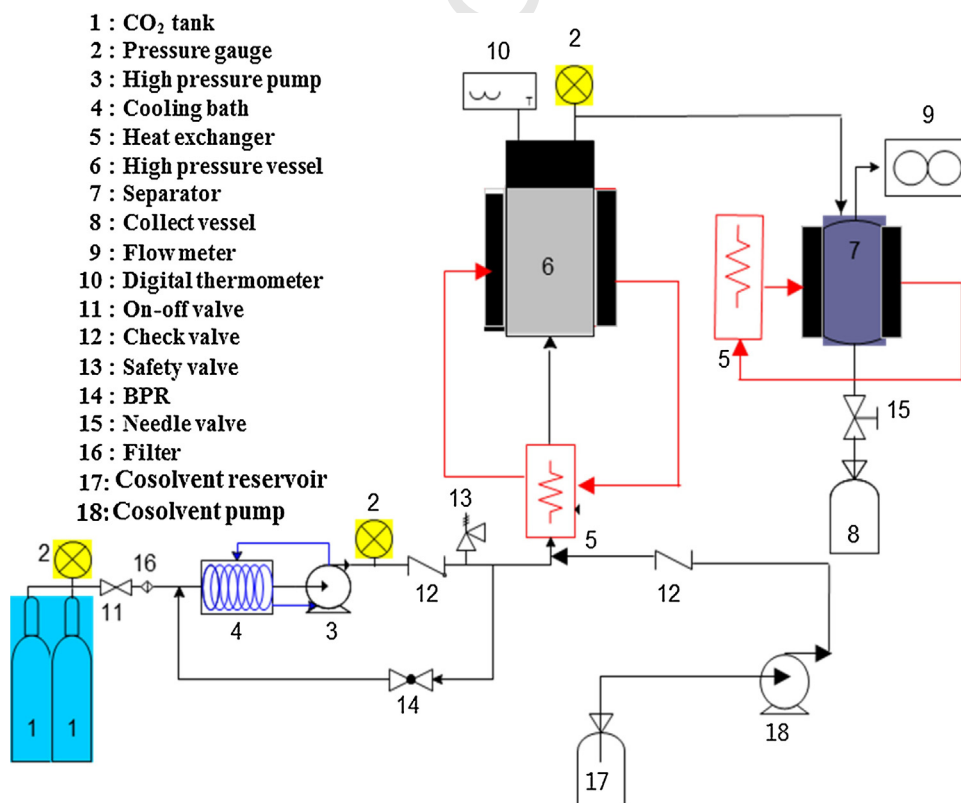 1 : CO₂ tank
2 : Pressure gauge
3 : High pressure pump
4 : Cooling bath
5 : Heat exchanger
6 : High pressure vessel
7 : Separator
8 : Collect vessel
9 : Flow meter
10 : Digital thermometer
11 : On-off valve
12 : Check valve
13 : Safety valve
14 : BPR
15 : Needle valve
16 : Filter
17: Cosolvent reservoir
18: Cosolvent pump
10
2
T
9
6
7
5
15
8
13
2
5
12
12
2
16
11
4
3
14
18
17
1
1